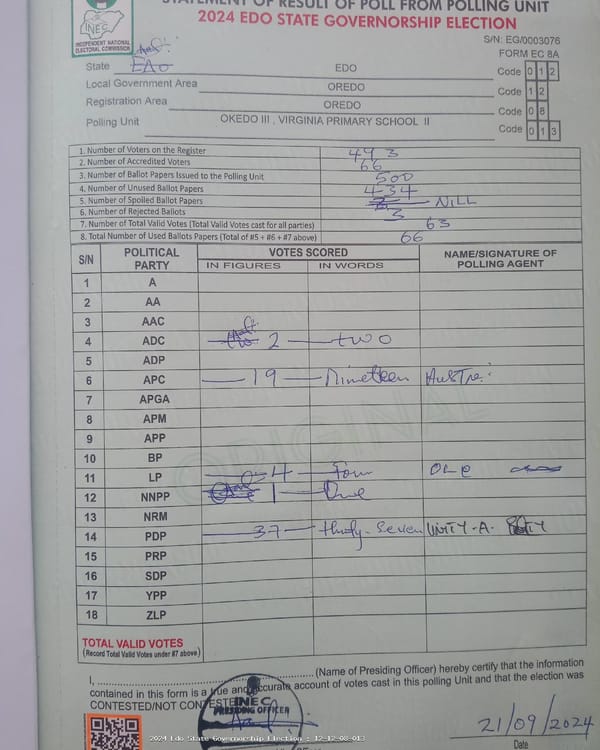 STATEMENT OF RESULT OF POLL FROM POLLING UNIT
2024 EDO STATE GOVERNORSHIP ELECTION
INEC
INDEPENDENT NATIONAL
ELECTORAL COMMISSION
S/N: EG/0003076
FORM EC 8A
State EDO Code 0 1 2
Local Government Area OREDO Code 1 2
Registration Area OREDO Code 0 8
Polling Unit OKEDO III , VIRGINIA PRIMARY SCHOOL II Code 0 1 3
1. Number of Voters on the Register 493
2. Number of Accredited Voters 66
3. Number of Ballot Papers Issued to the Polling Unit 500
4. Number of Unused Ballot Papers 434
5. Number of Spoiled Ballot Papers NILL
6. Number of Rejected Ballots 3
7. Number of Total Valid Votes (Total Valid Votes cast for all parties) 63
8. Total Number of Used Ballots Papers (Total of #5 + #6 + #7 above) 66
S/N POLITICAL PARTY VOTES SCORED NAME/SIGNATURE OF POLLING AGENT
IN FIGURES IN WORDS
1 A
2 AA
3 AAC
4 ADC 2 two
5 ADP
6 APC 19 Nineteen
7 APGA
8 APM
9 APP
10 BP
11 LP 4 Four
12 NNPP 1 One
13 NRM
14 PDP 37 thirty-seven UNITY-A.
15 PRP
16 SDP
17 YPP
18 ZLP
TOTAL VALID VOTES
(Record Total Valid Votes under #7 above)
ORIGINAL
I, ............ (Name of Presiding Officer) hereby certify that the information
contained in this form is a true and accurate account of votes cast in this polling Unit and that the election was
CONTESTED/NOT CONTESTED
INEC
PRESIDING OFFICER
21/09/2024
Date
2024 Edo State Governorship Election : 12-12-08-013